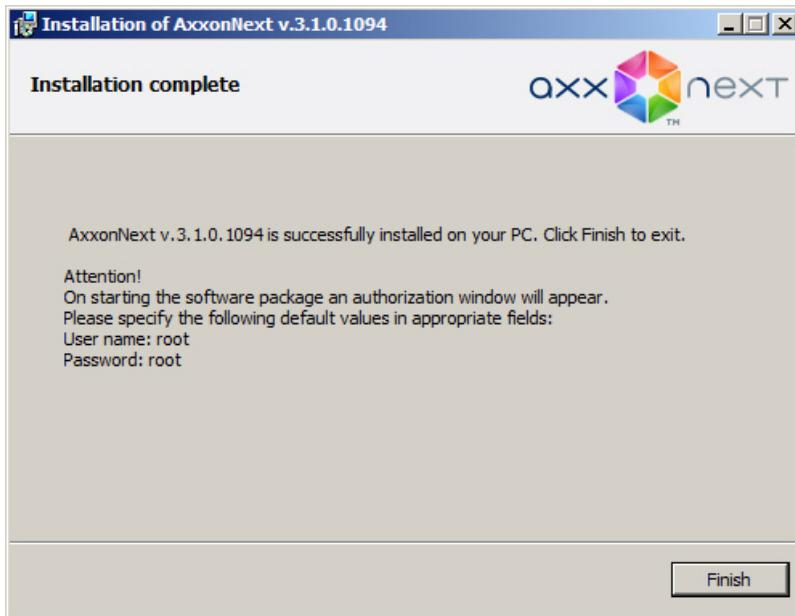 Installation of AxxonNext v.3.1.0.1094
Installation complete
axxonext
TM
AxxonNext v.3.1.0.1094 is successfully installed on your PC. Click Finish to exit.
Attention!
On starting the software package an authorization window will appear.
Please specify the following default values in appropriate fields:
User name: root
Password: root
Finish